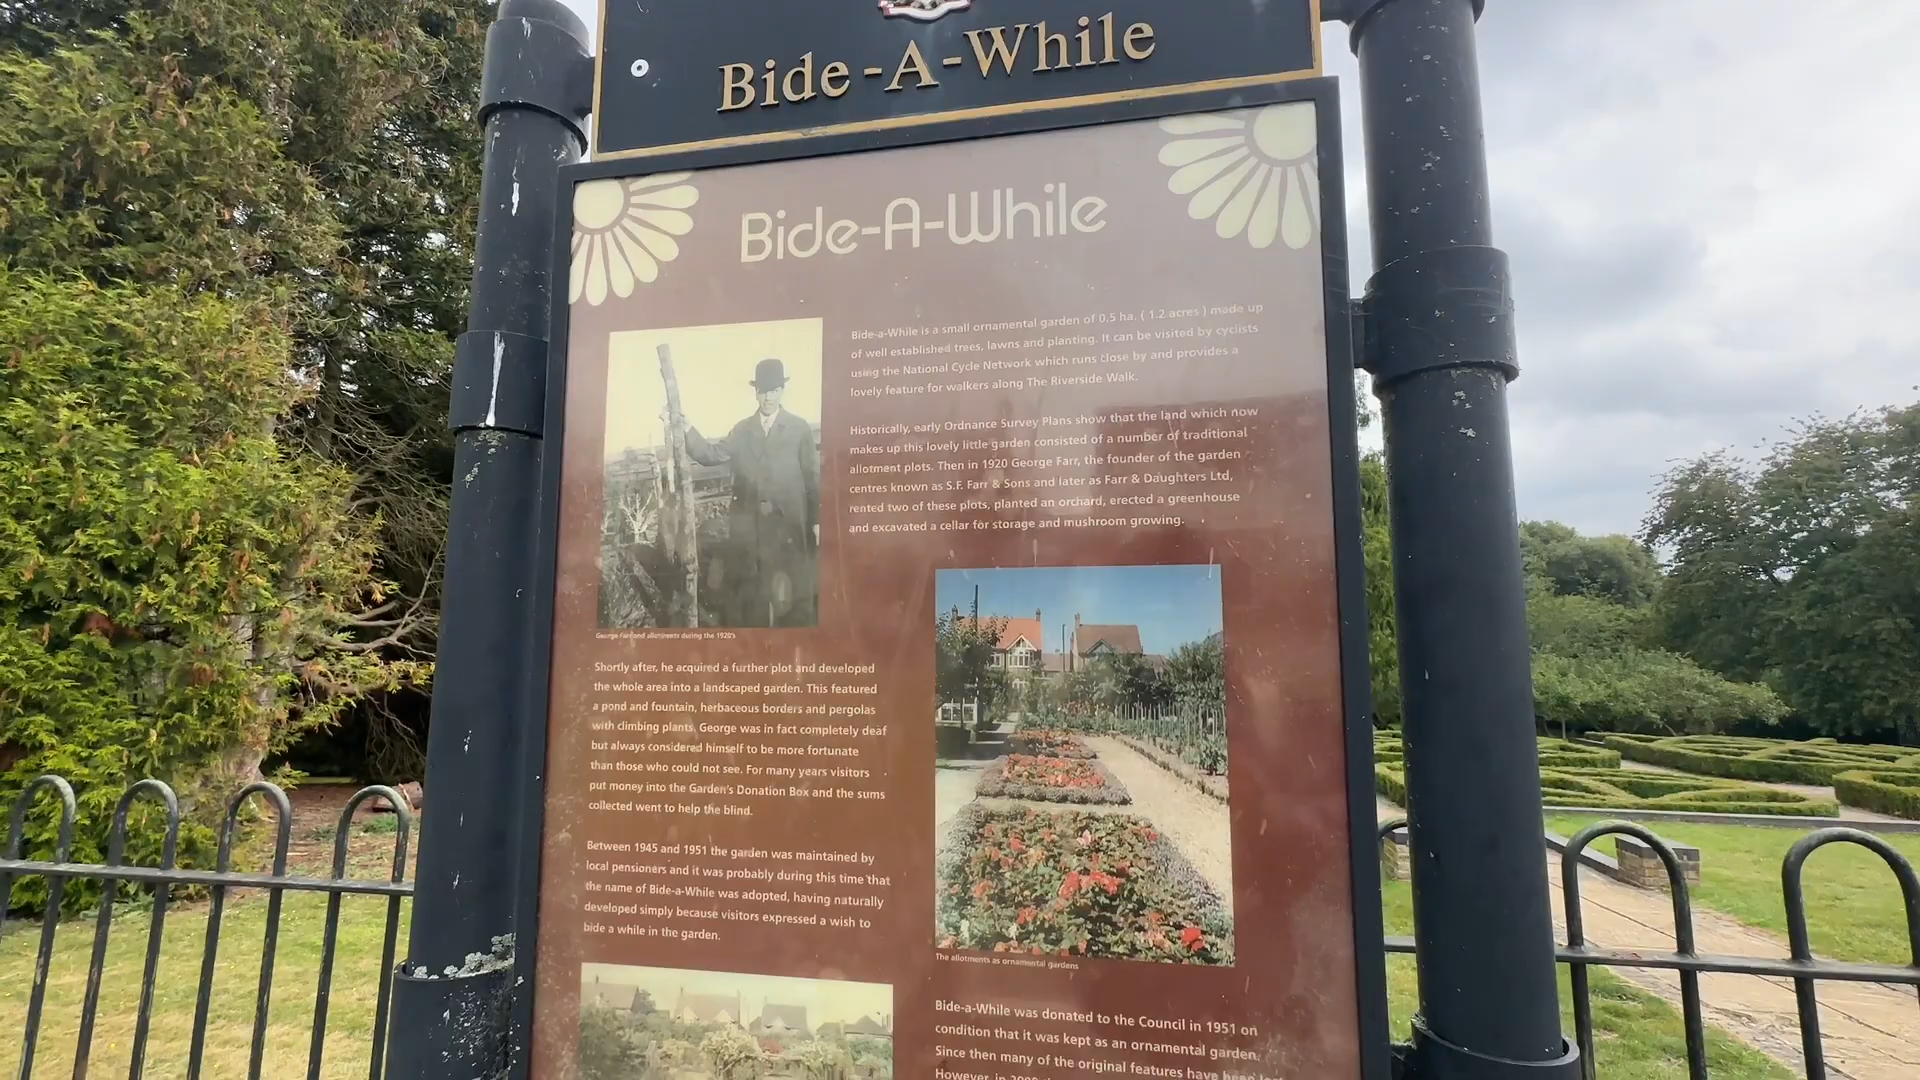 Bide-A-While
Bide-A-While
Bide-a-While is a small ornamental garden of 0.5 ha. ( 1.2 acres ) made up
of well established trees, lawns and planting. It can be visited by cyclists
using the National Cycle Network which runs close by and provides a
lovely feature for walkers along The Riverside Walk.
Historically, early Ordnance Survey Plans show that the land which now
makes up this lovely little garden consisted of a number of traditional
allotment plots. Then in 1920 George Farr, the founder of the garden
centres known as S.F. Farr & Sons and later as Farr & Daughters Ltd,
rented two of these plots, planted an orchard, erected a greenhouse
and excavated a cellar for storage and mushroom growing.
George Farr and allotments during the 1920's
Shortly after, he acquired a further plot and developed
the whole area into a landscaped garden. This featured
a pond and fountain, herbaceous borders and pergolas
with climbing plants. George was in fact completely deaf
but always considered himself to be more fortunate
than those who could not see. For many years visitors
put money into the Garden's Donation Box and the sums
collected went to help the blind.
Between 1945 and 1951 the garden was maintained by
local pensioners and it was probably during this time that
the name of Bide-a-While was adopted, having naturally
developed simply because visitors expressed a wish to
bide a while in the garden.
The allotments as ornamental gardens
Bide-a-While was donated to the Council in 1951 on
condition that it was kept as an ornamental garden.
Since then many of the original features have been
However, in